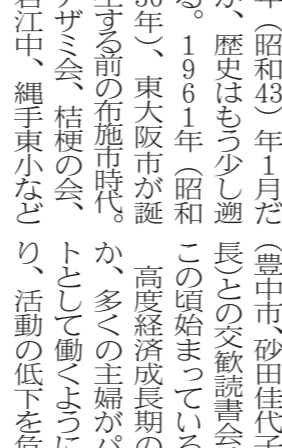 年（昭和43）年1月だ
が、歴史はもう少し遡
る。1961年（昭和
36年）、東大阪市が誕
生する前の布施市時代。
アザミ会、桔梗の会、
若江中、縄手東小など
（豊中市、砂田佳代子
長）との交歓読書会
この頃始まっている
高度経済成長期の
か、多くの主婦がパ
トとして働くように
り、活動の低下を危